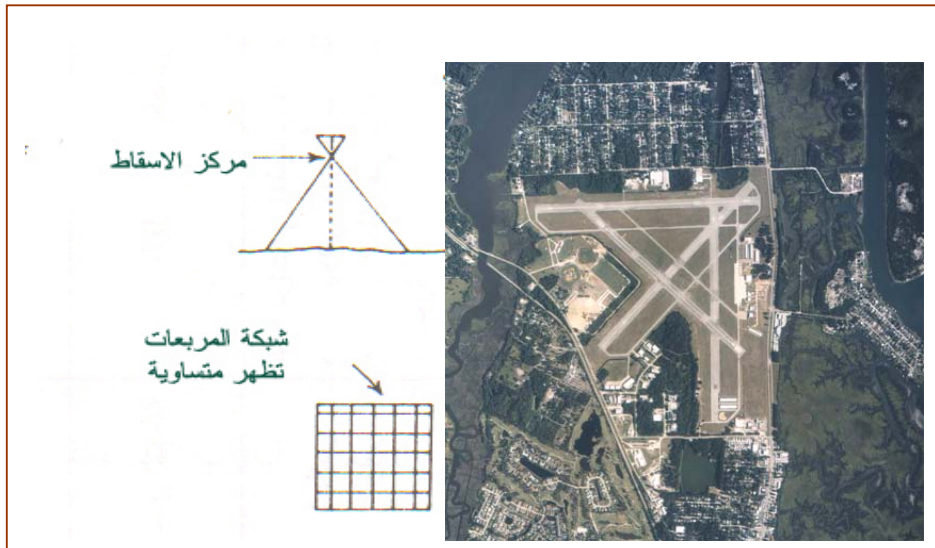 مركز الاسقاط
شبكة المربعات
تظهر متساوية